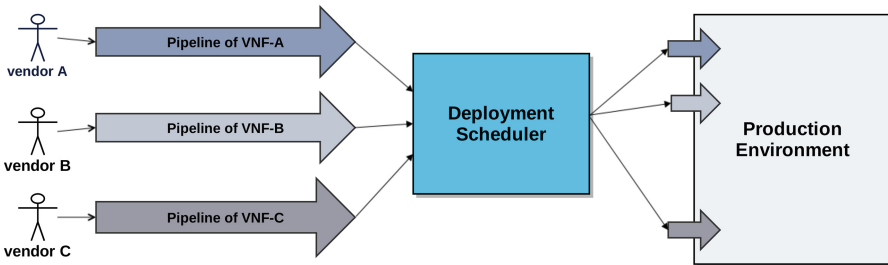 Pipeline of VNF-A
vendor A
Pipeline of VNF-B
vendor B
Pipeline of VNF-C
vendor C
Deployment
Scheduler
Production
Environment